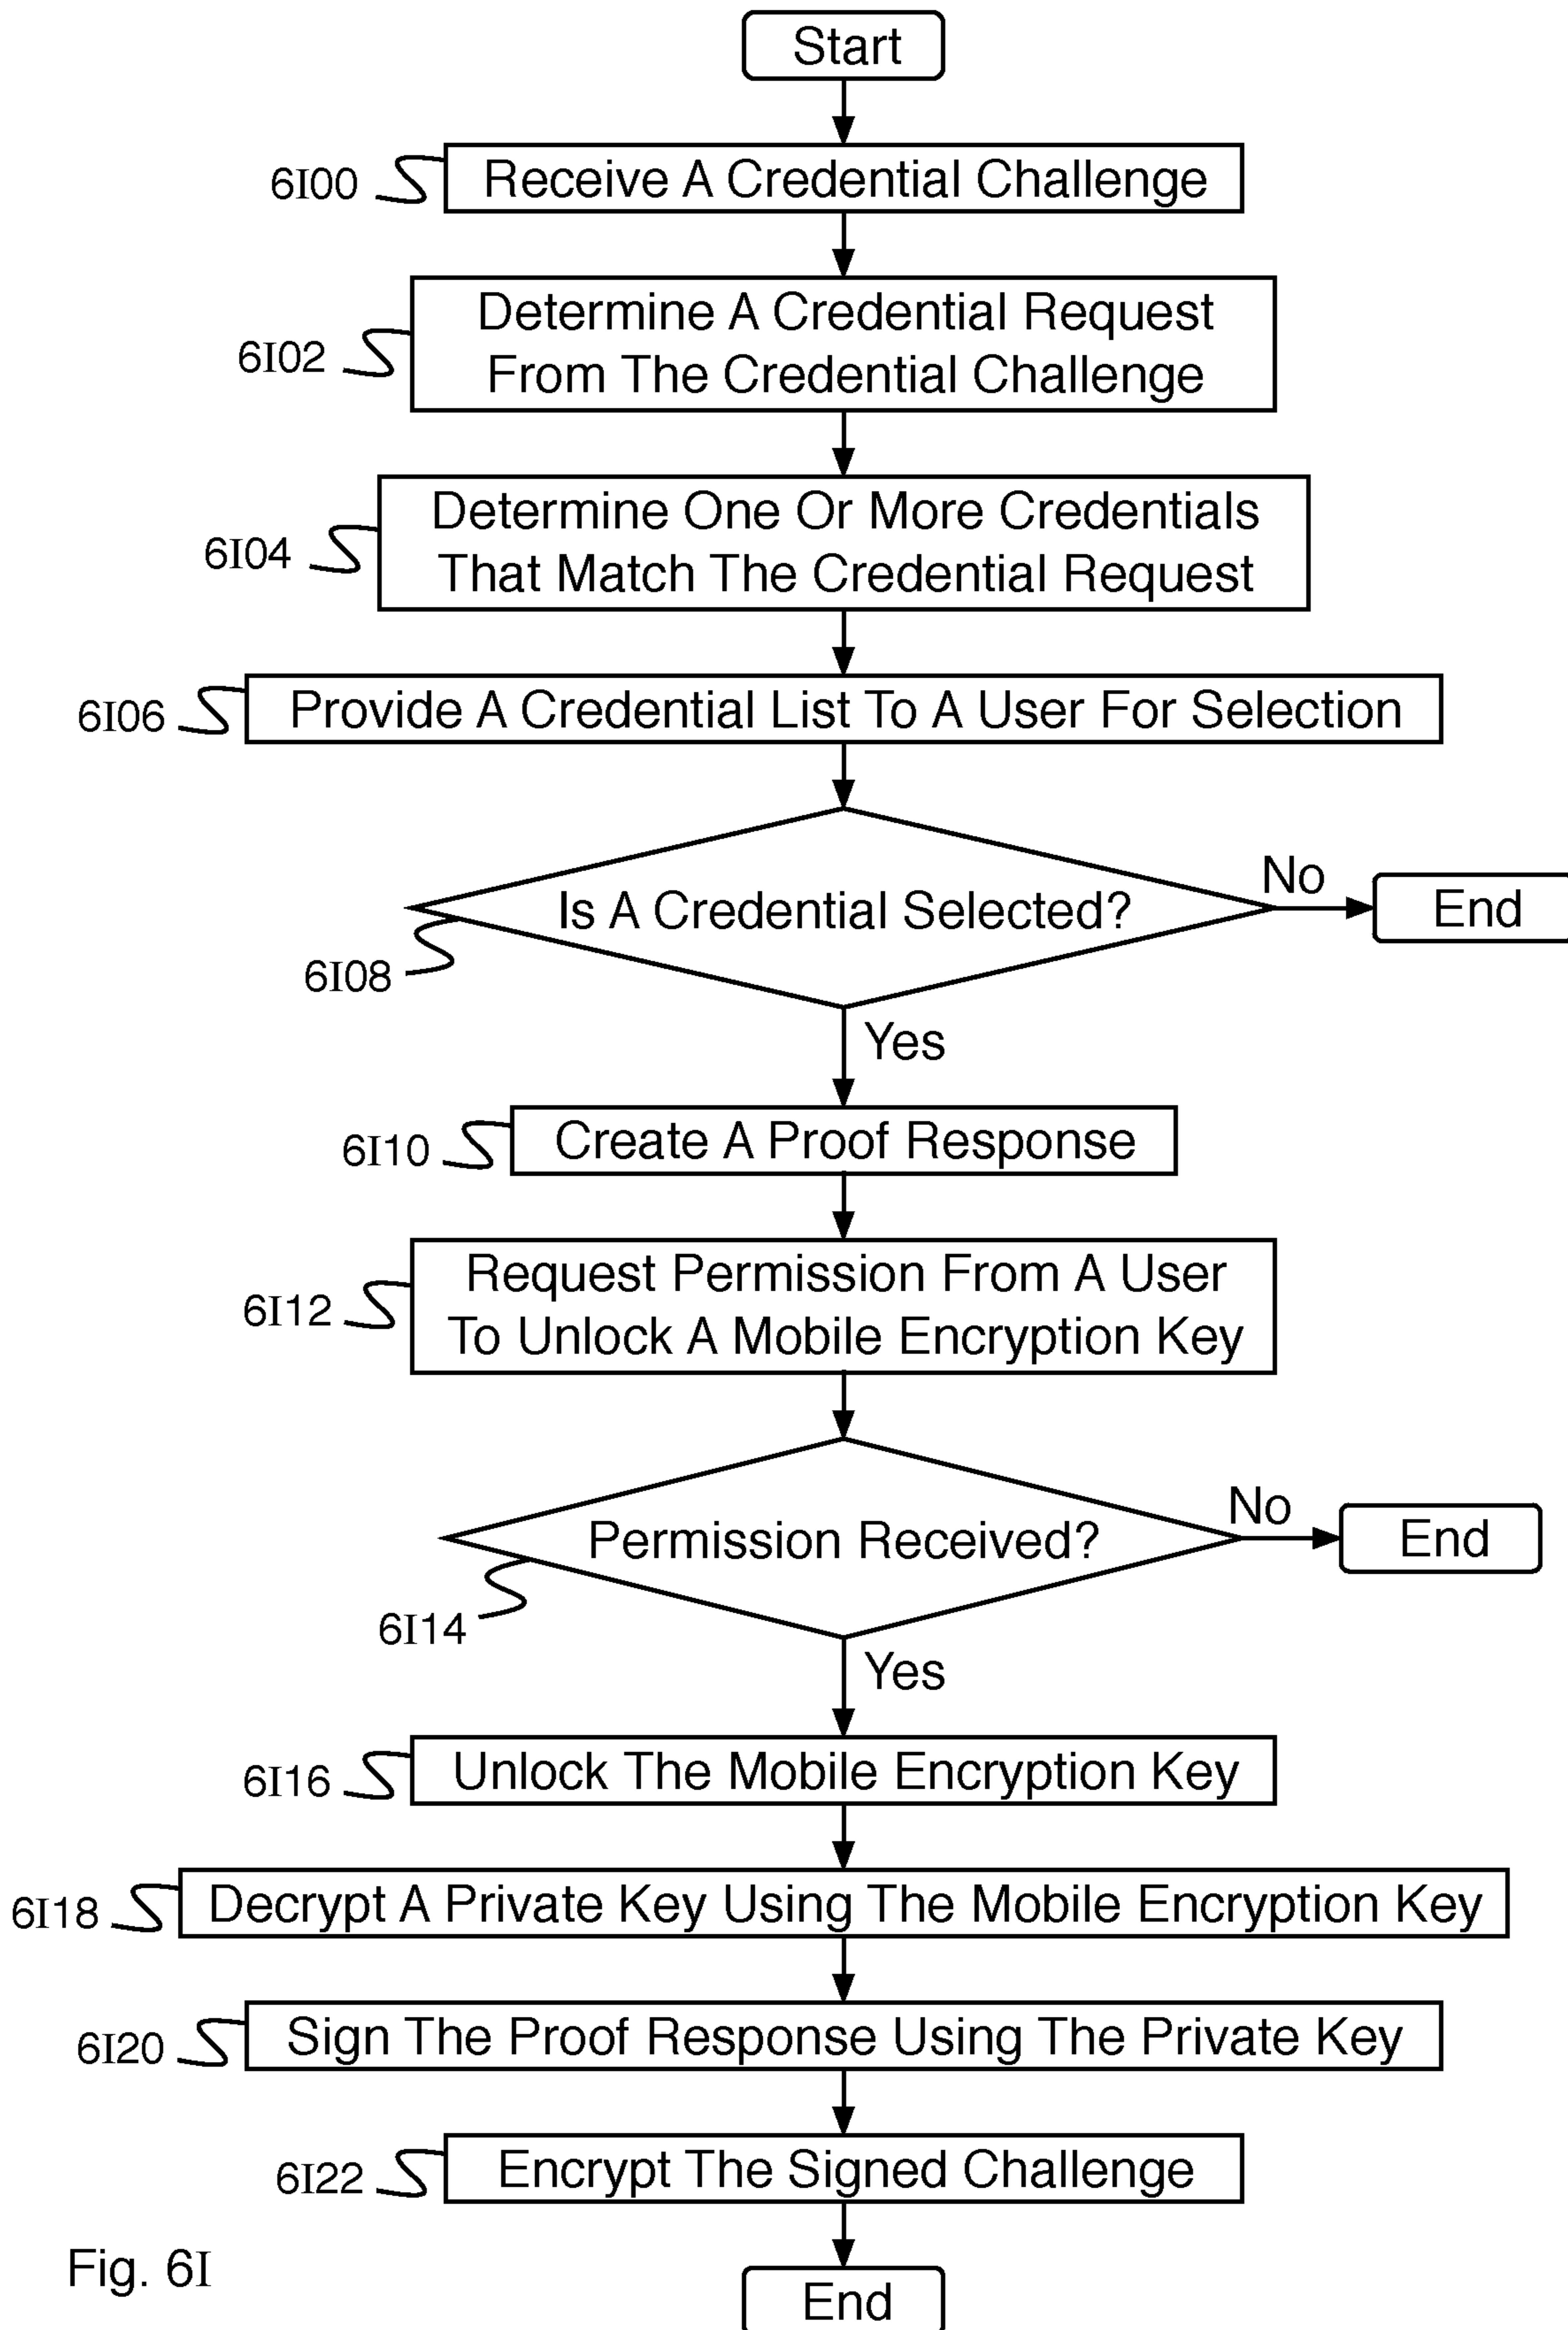 Start
6I00
Receive A Credential Challenge
6I02
Determine A Credential Request
From The Credential Challenge
6I04
Determine One Or More Credentials
That Match The Credential Request
6I06
Provide A Credential List To A User For Selection
Is A Credential Selected?
No
End
6I08
Yes
6I10
Create A Proof Response
6I12
Request Permission From A User
To Unlock A Mobile Encryption Key
Permission Received?
No
End
6I14
Yes
6I16
Unlock The Mobile Encryption Key
6I18
Decrypt A Private Key Using The Mobile Encryption Key
6I20
Sign The Proof Response Using The Private Key
6I22
Encrypt The Signed Challenge
Fig. 6I
End